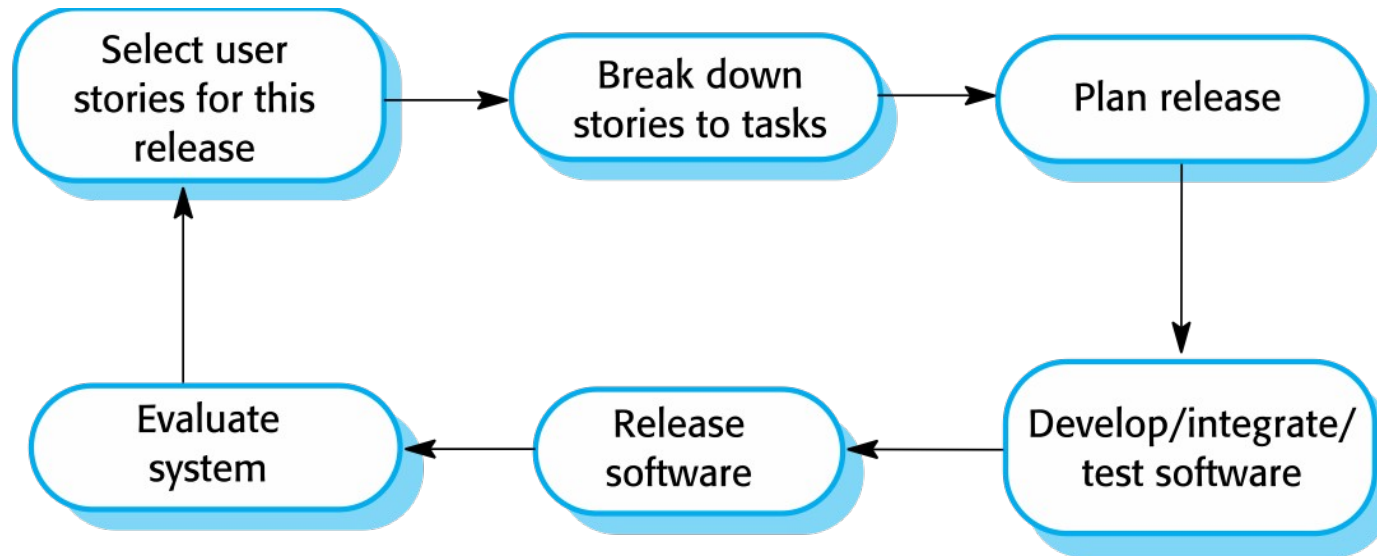 Select user
stories for this
release
Break down
stories to tasks
Plan release
Develop/integrate/
test software
Release
software
Evaluate
system